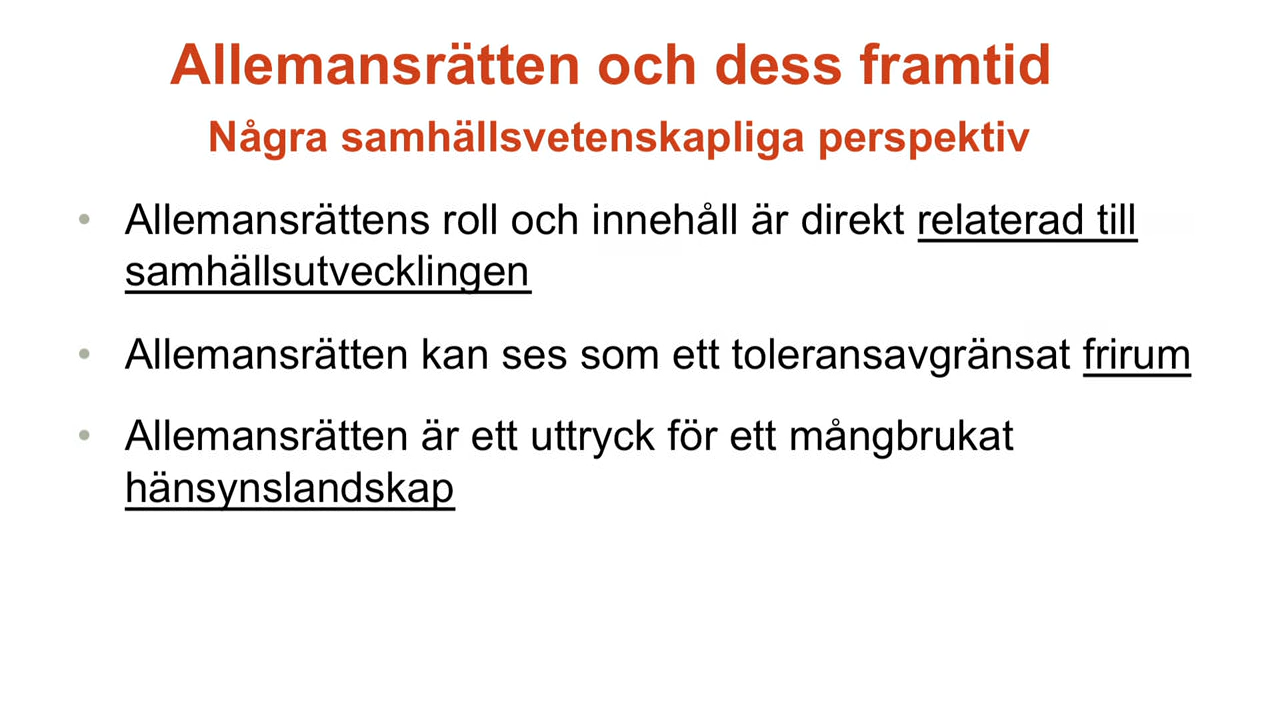 Allemansrätten och dess framtid
Några samhällsvetenskapliga perspektiv
• Allemansrättens roll och innehåll är direkt relaterad till
samhällsutvecklingen
• Allemansrätten kan ses som ett toleransavgränsat frirum
• Allemansrätten är ett uttryck för ett mångbrukat
hänsynslandskap